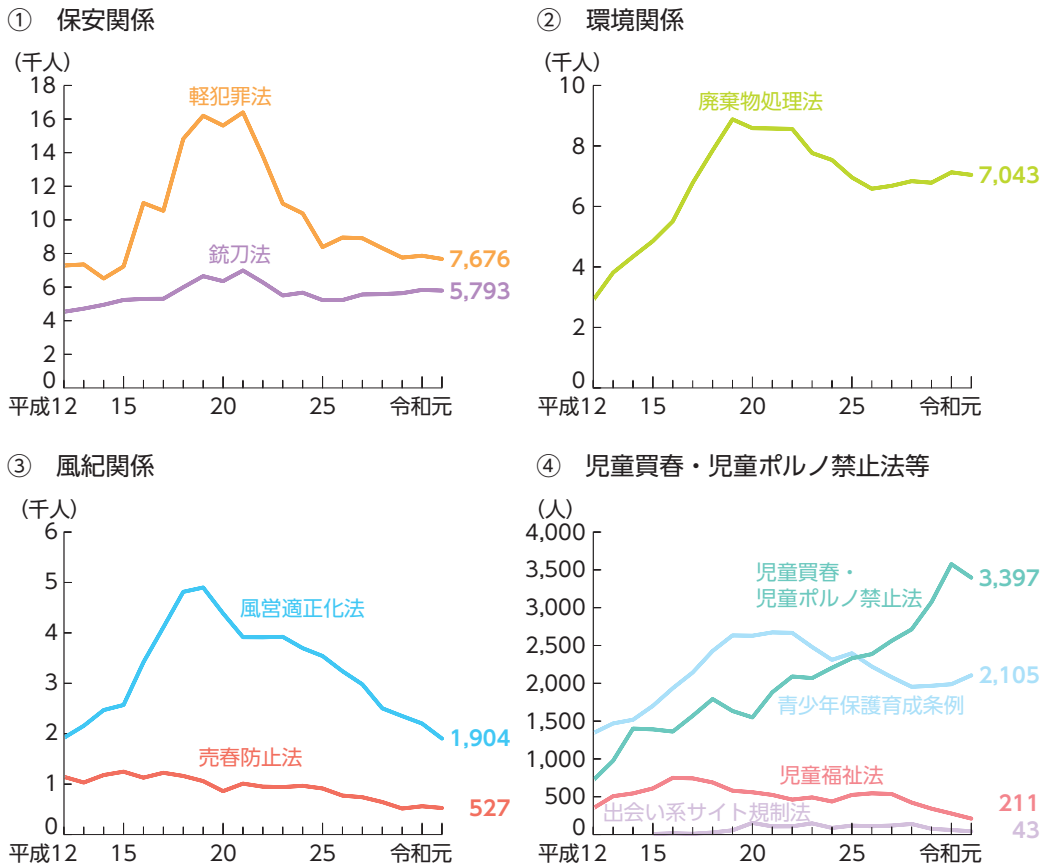 ① 保安関係
(千人)
18
16
14
12
10
8
6
4
2
0
軽犯罪法
銃刀法
7,676
5,793
平成12 15 20 25 令和元
② 環境関係
(千人)
10
8
6
4
2
0
廃棄物処理法
7,043
平成12 15 20 25 令和元
③ 風紀関係
(千人)
6
5
4
3
2
1
0
風営適正化法
売春防止法
1,904
527
平成12 15 20 25 令和元
④ 児童買春・児童ポルノ禁止法等
(人)
4,000
3,500
3,000
2,500
2,000
1,500
1,000
500
0
児童買春・
児童ポルノ禁止法
青少年保護育成条例
児童福祉法
出会い系サイト規制法
3,397
2,105
211
43
平成12 15 20 25 令和元